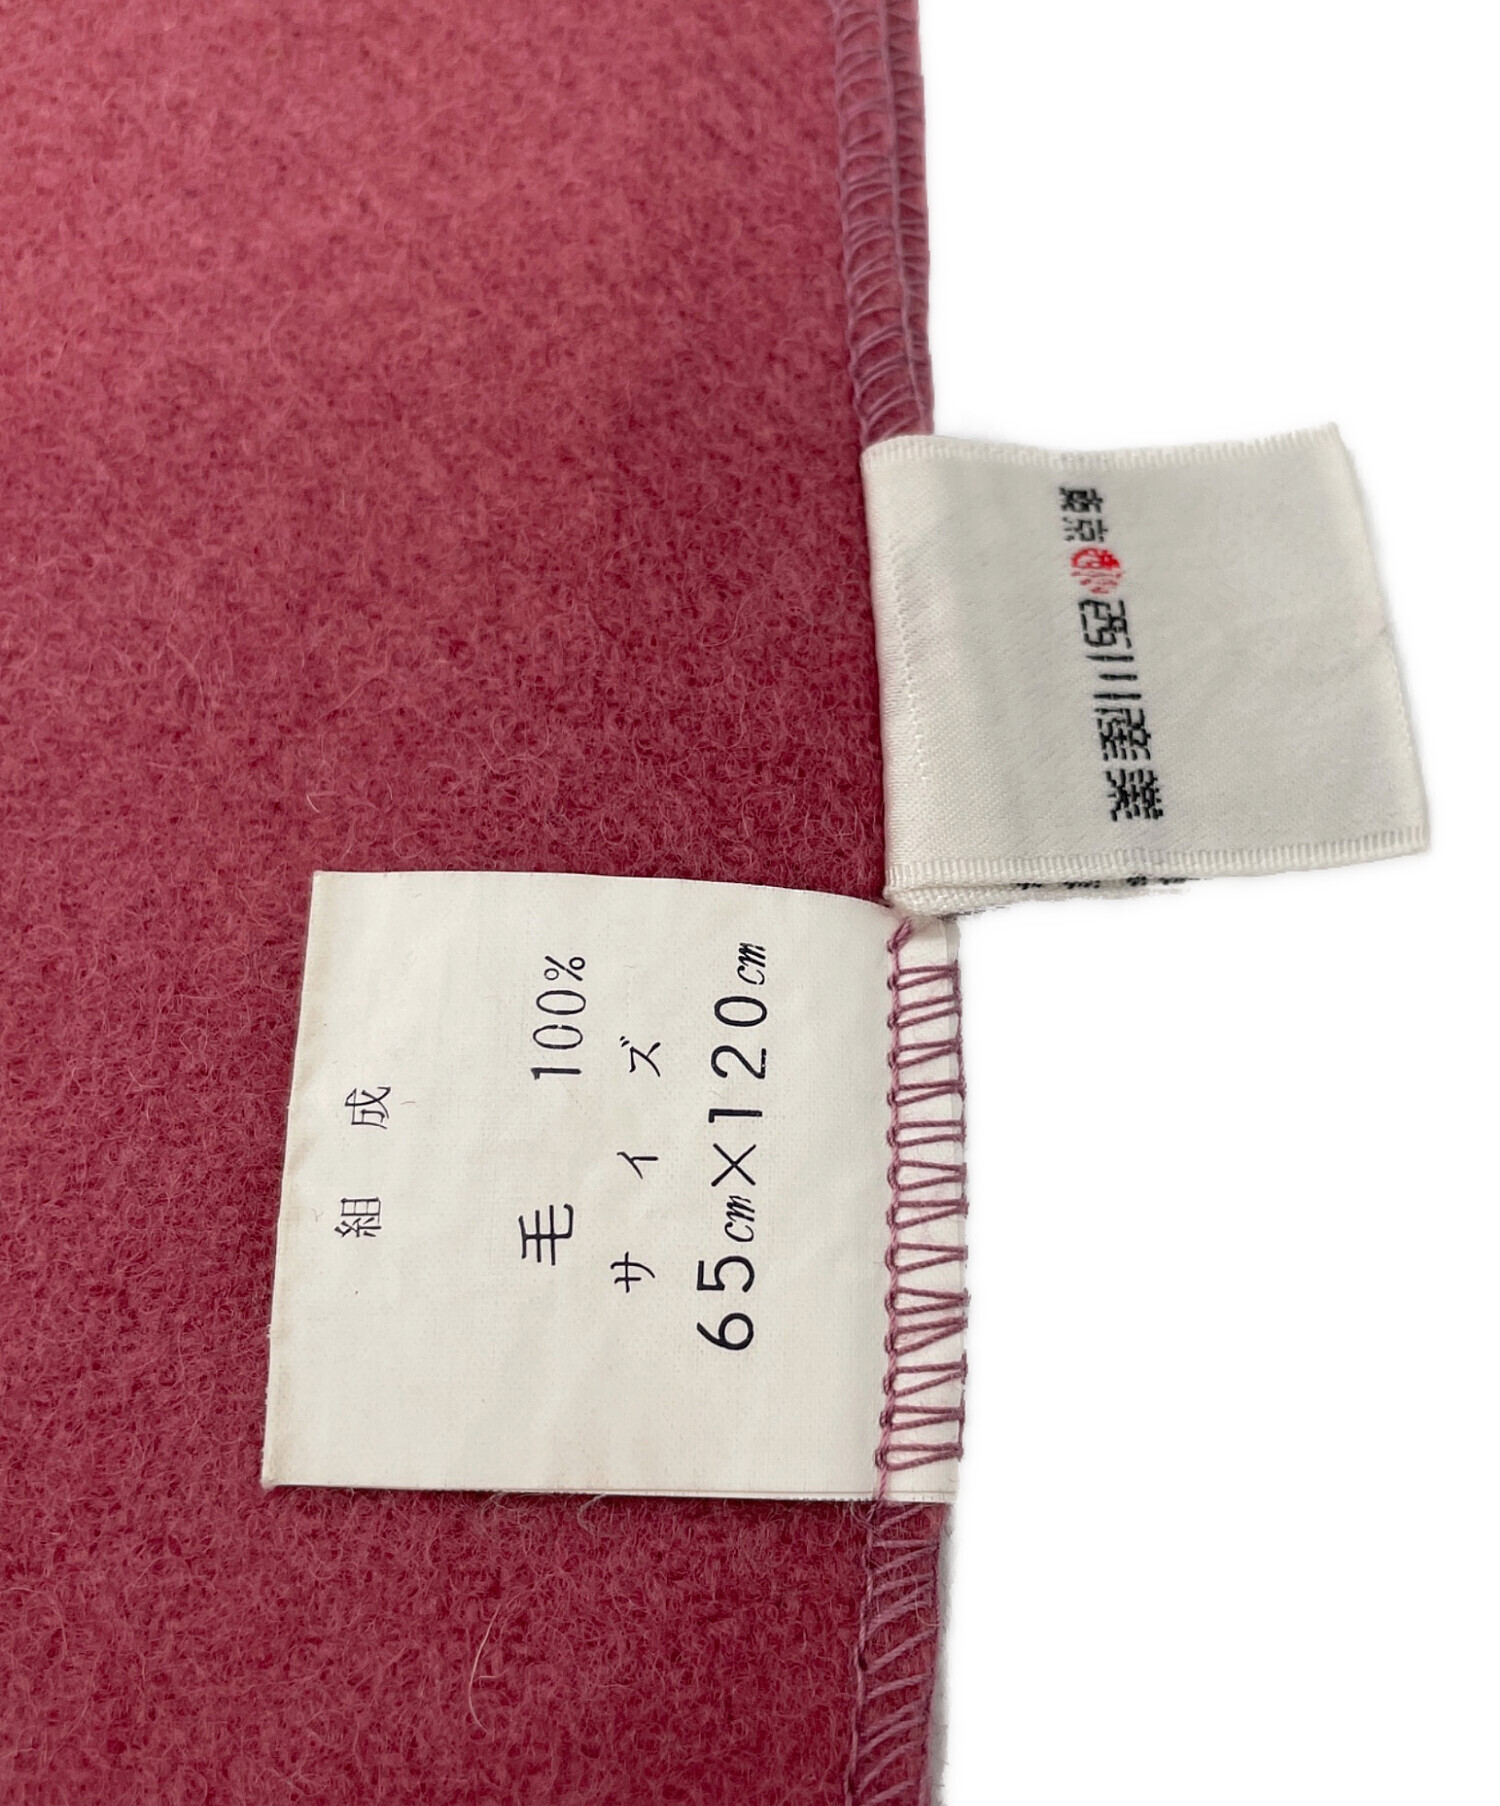 東京 西川産業
組成
毛 100%
サイズ
65cm×120cm